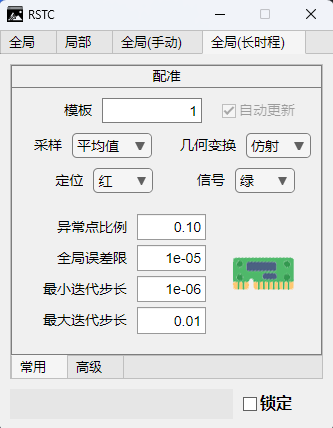 RSTC
全局 局部 全局(手动) 全局(长时程)
配准
模板 1 自动更新
采样 平均值 几何变换 仿射
定位 红 信号 绿
异常点比例 0.10
全局误差限 1e-05
最小迭代步长 1e-06
最大迭代步长 0.01
常用 高级
锁定